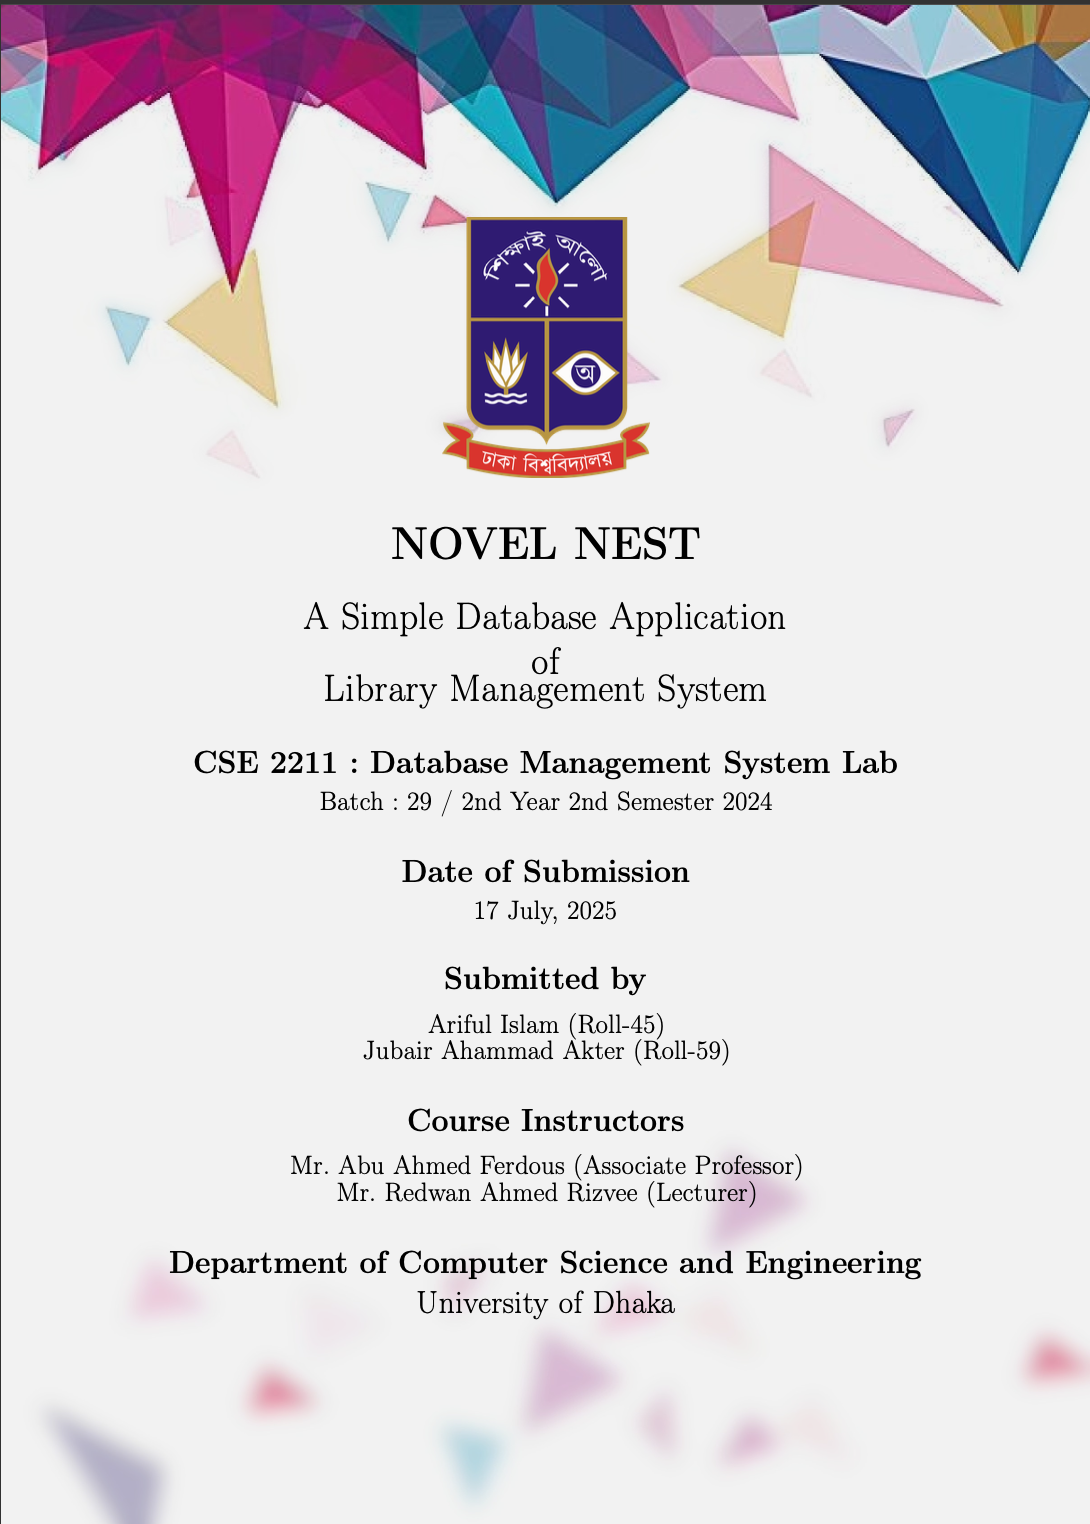 শিক্ষাই আলো
অ
ঢাকা বিশ্ববিদ্যালয়
NOVEL NEST
A Simple Database Application
of
Library Management System
CSE 2211 : Database Management System Lab
Batch : 29 / 2nd Year 2nd Semester 2024
Date of Submission
17 July, 2025
Submitted by
Ariful Islam (Roll-45)
Jubair Ahammad Akter (Roll-59)
Course Instructors
Mr. Abu Ahmed Ferdous (Associate Professor)
Mr. Redwan Ahmed Rizvee (Lecturer)
Department of Computer Science and Engineering
University of Dhaka